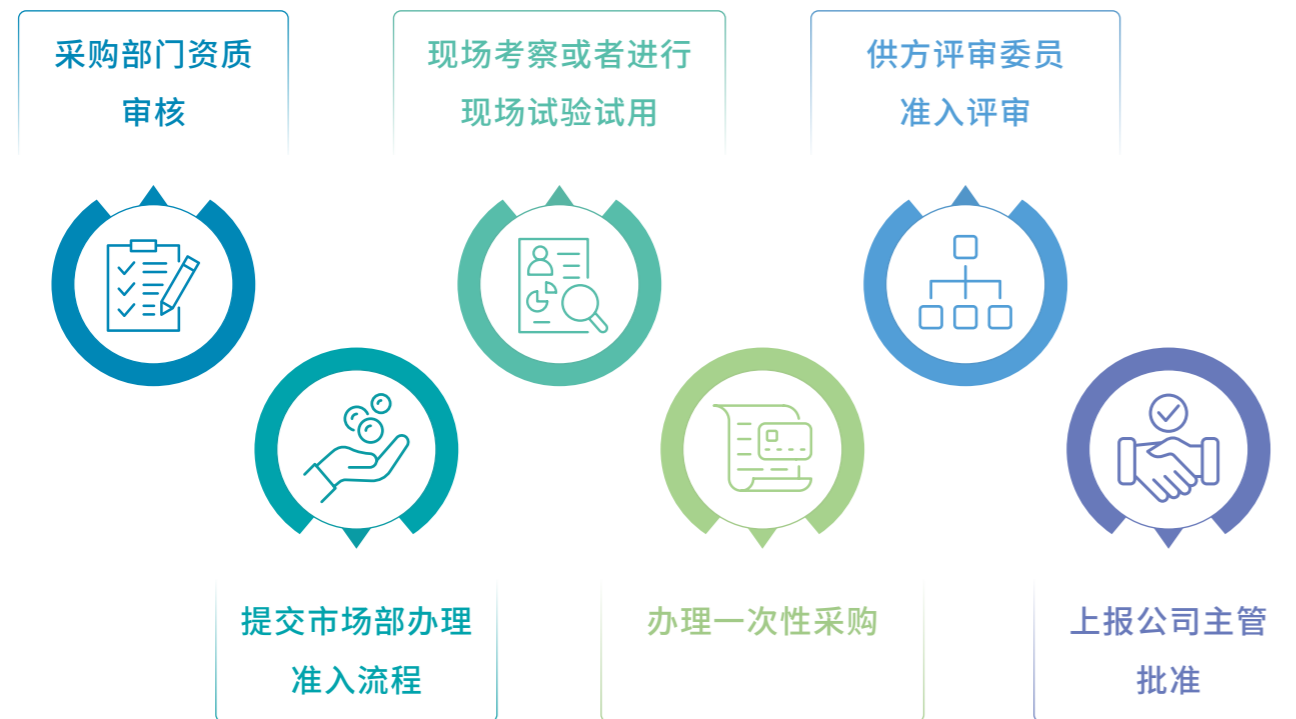 采购部门资质
审核
提交市场部办理
准入流程
现场考察或者进行
现场试验试用
办理一次性采购
供方评审委员
准入评审
上报公司主管
批准